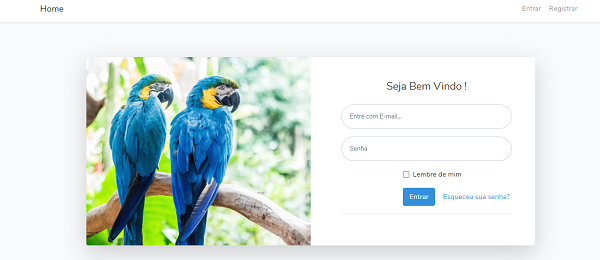 Home Entrar Registrar
Seja Bem Vindo !
Entre com E-mail...
Senha
Lembre de mim
Entrar Esqueceu sua senha?